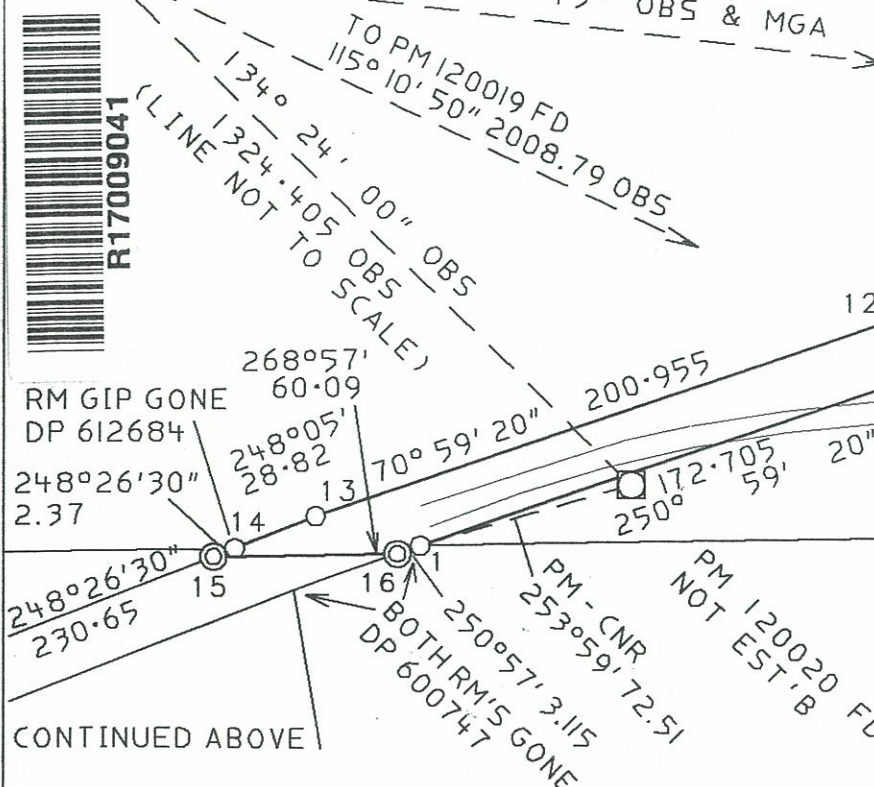 OBS & MGA
TO PM 120019 FD
115° 10' 50" 2008.79 OBS
134° 24' 00" OBS
1324.405 OBS
(LINE NOT TO SCALE)
R17009041
12
268°57'
60.09
200.955
RM GIP GONE
DP 612684
248°05'
28.82
70° 59' 20"
248°26'30"
2.37
13
14
172.705
250° 59' 20"
15
16
1
248°26'30"
230.65
PM - CNR
253°59' 72.51
PM 120020 FD
NOT EST'B
250°57' 3.115
BOTH RM'S GONE
DP 600747
CONTINUED ABOVE